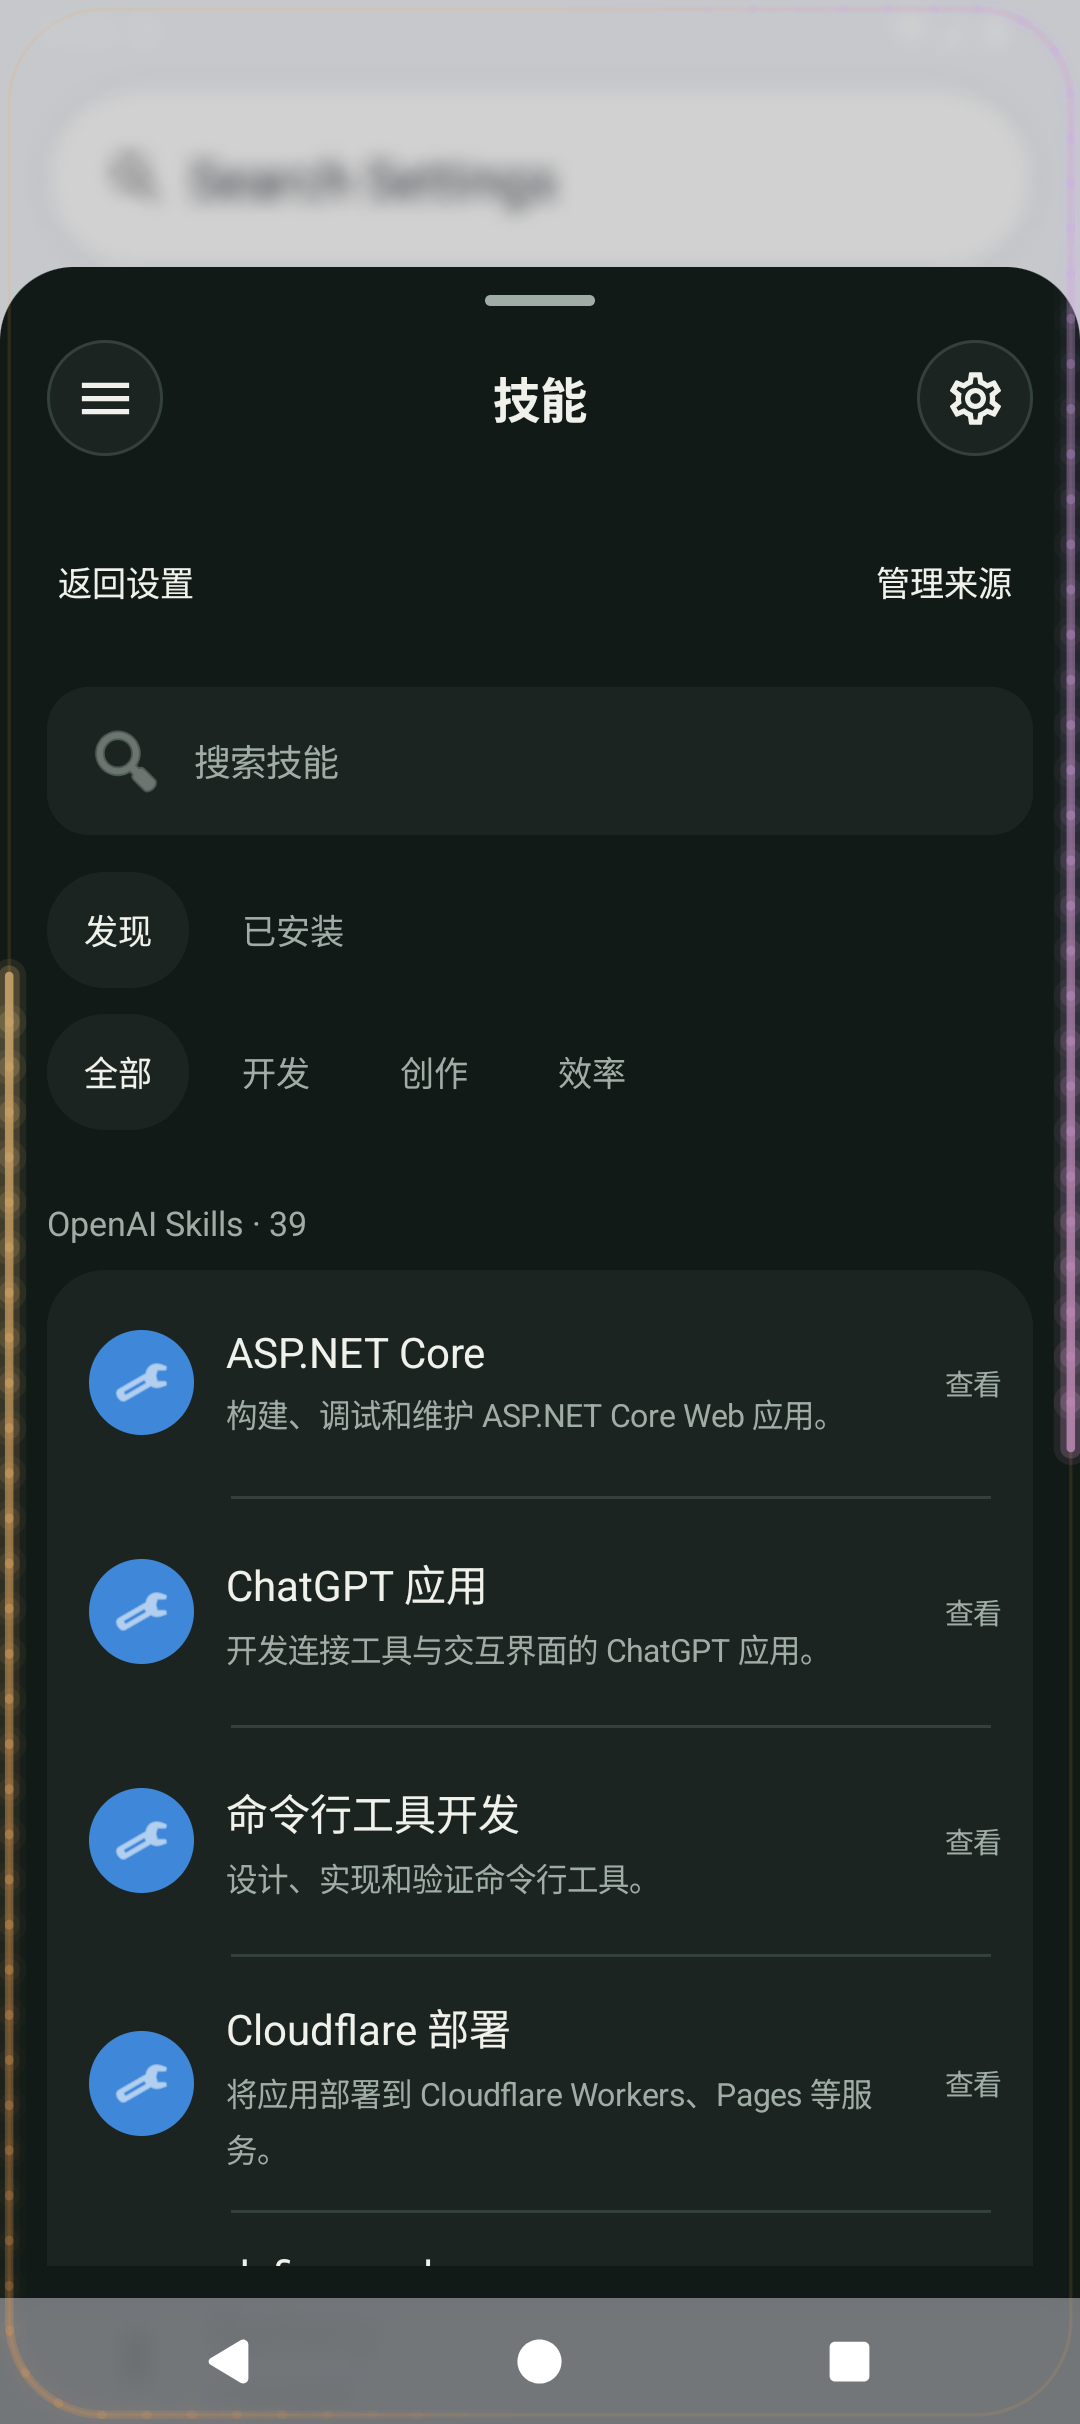 Search Settings
技能
返回设置
管理来源
搜索技能
发现
已安装
全部
开发
创作
效率
OpenAI Skills · 39
ASP.NET Core
构建、调试和维护 ASP.NET Core Web 应用。
查看
ChatGPT 应用
开发连接工具与交互界面的 ChatGPT 应用。
查看
命令行工具开发
设计、实现和验证命令行工具。
查看
Cloudflare 部署
将应用部署到 Cloudflare Workers、Pages 等服
务。
查看